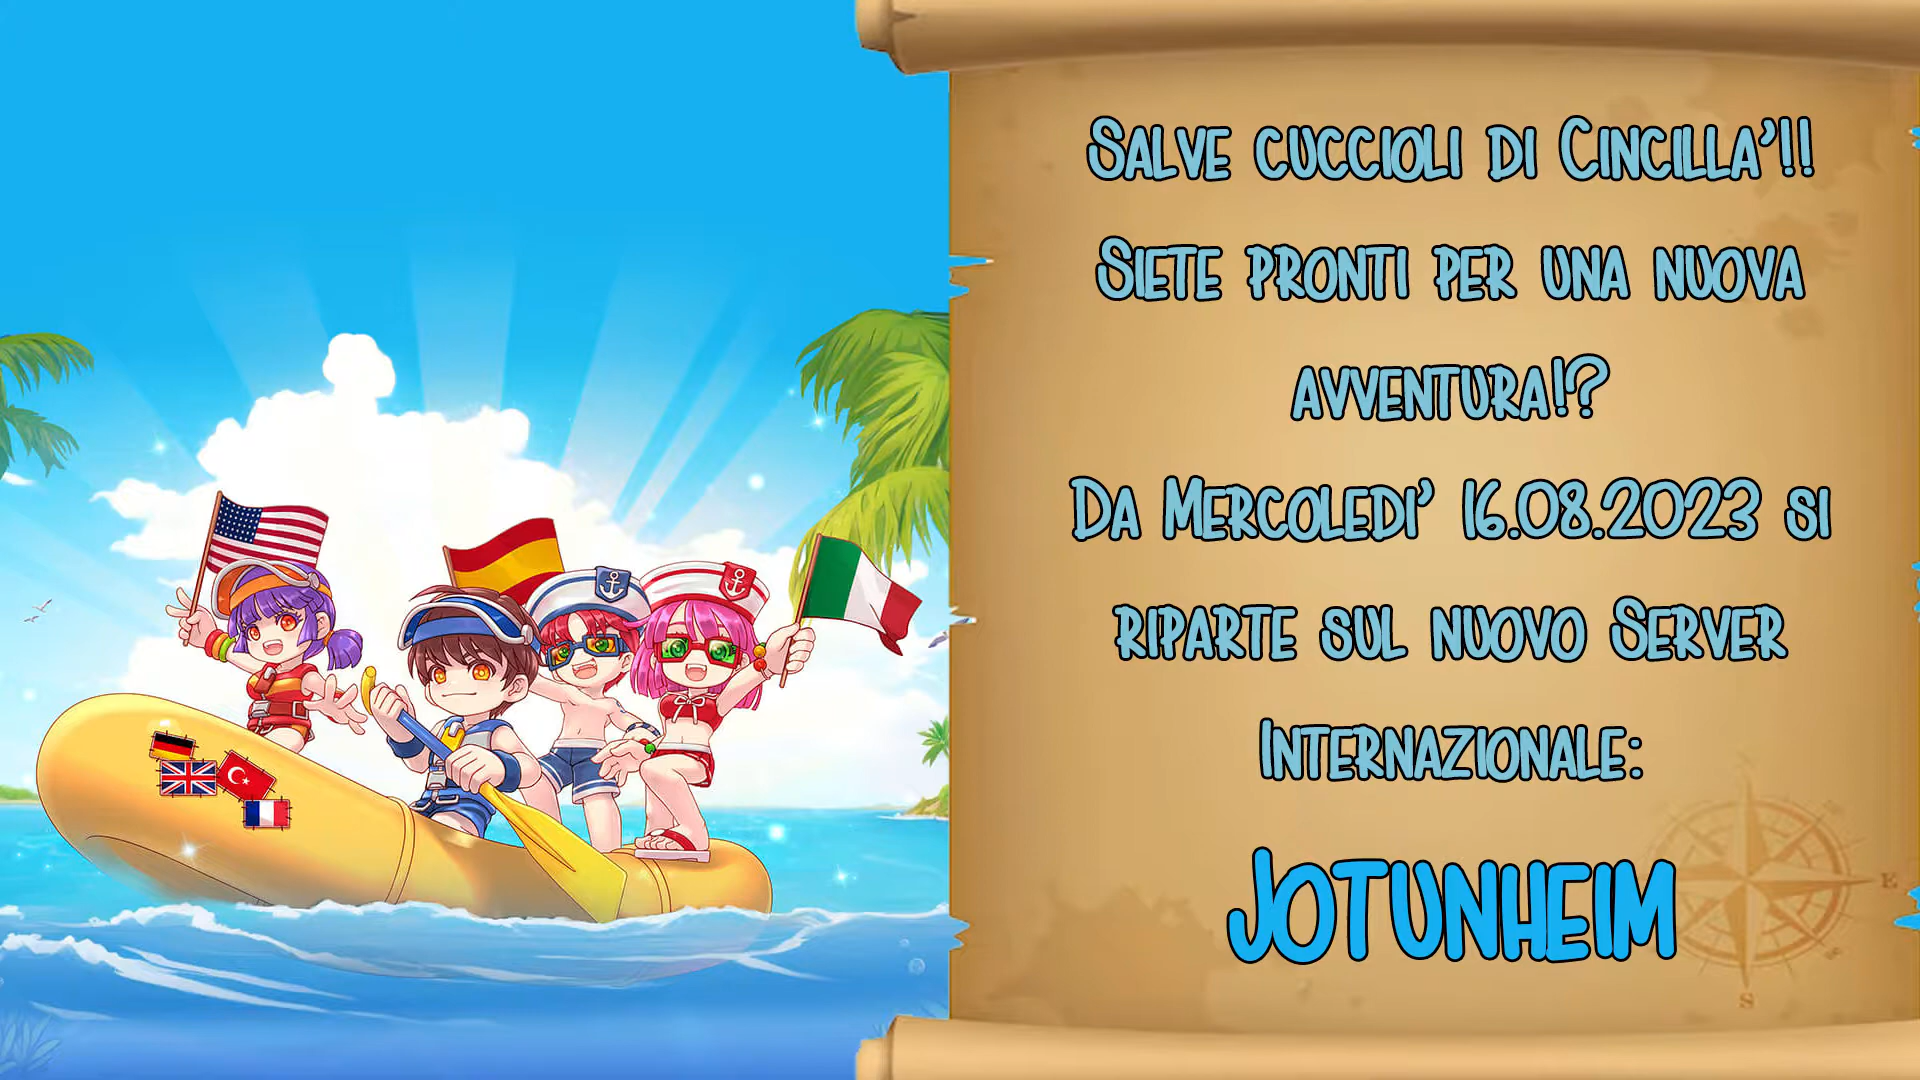 Salve cuccioli di Cincilla'!!
Siete pronti per una nuova
avventura!?
Da Mercoledi' 16.08.2023 si
riparte sul nuovo Server
Internazionale:
Jotunheim
E
S